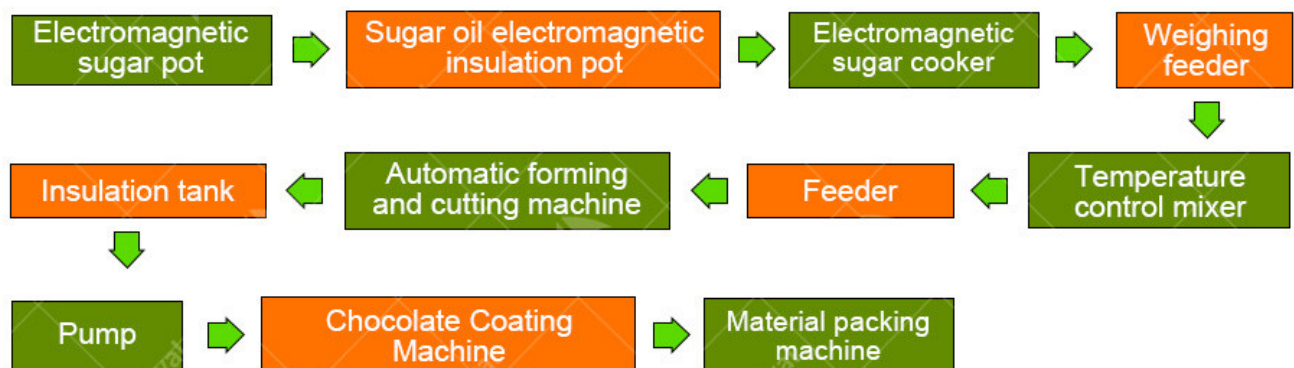 Electromagnetic
sugar pot
Sugar oil electromagnetic
insulation pot
Electromagnetic
sugar cooker
Weighing
feeder
Temperature
control mixer
Feeder
Automatic forming
and cutting machine
Insulation tank
Pump
Chocolate Coating
Machine
Material packing
machine